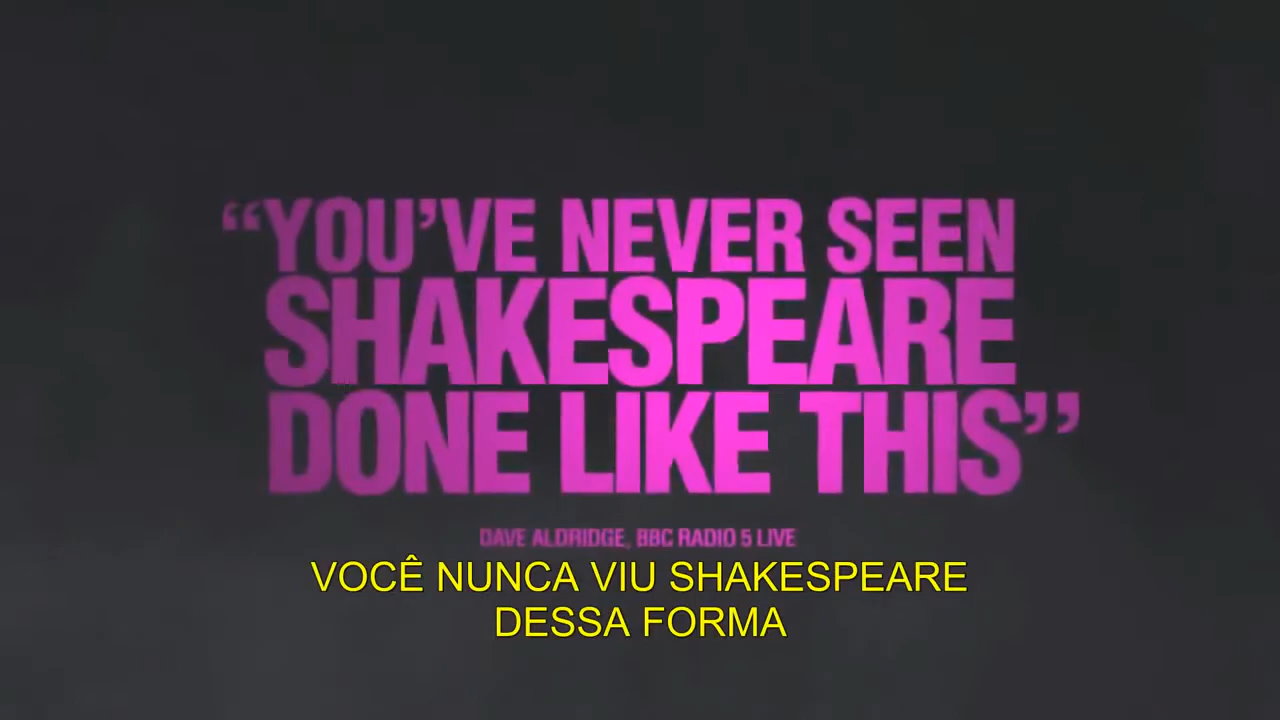 “YOU’VE NEVER SEEN
SHAKESPEARE
DONE LIKE THIS”
DAVE ALDRIDGE, BBC RADIO 5 LIVE
VOCÊ NUNCA VIU SHAKESPEARE
DESSA FORMA